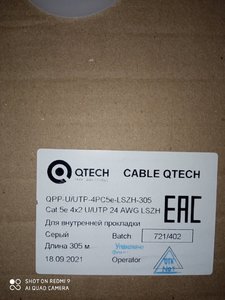 QTECH
CABLE QTECH
QPP-U/UTP-4PC5e-LSZH-305
Cat 5e 4x2 U/UTP 24 AWG LSZH
Для внутренней прокладки
EAC
Серый
Batch 721/402
Длина 305 м
Упаковщик
18.09.2021
Operator
SHOT ON REDMI 9
AI QUAD CAMERA